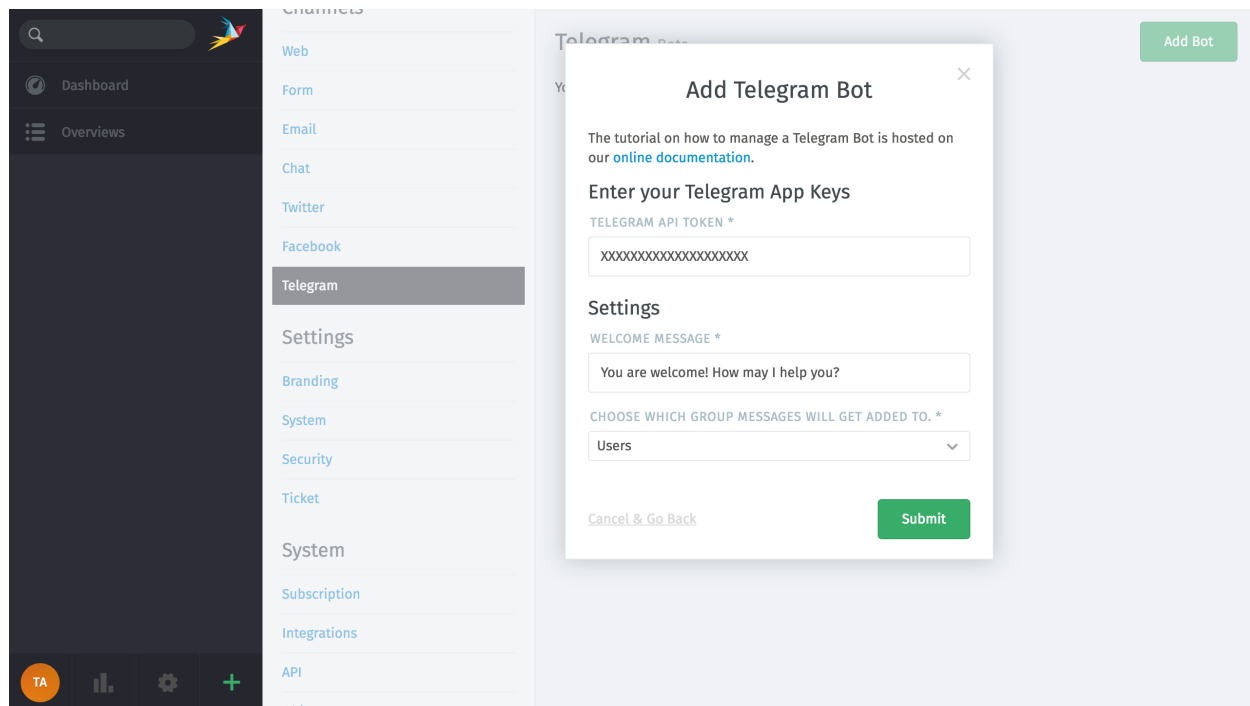 Dashboard
Overviews
TA
Channels
Web
Form
Email
Chat
Twitter
Facebook
Telegram
Settings
Branding
System
Security
Ticket
System
Subscription
Integrations
API
Telegram Bots
Add Bot
Add Telegram Bot
The tutorial on how to manage a Telegram Bot is hosted on
our online documentation.
Enter your Telegram App Keys
TELEGRAM API TOKEN *
XXXXXXXXXXXXXXXXXXXX
Settings
WELCOME MESSAGE *
You are welcome! How may I help you?
CHOOSE WHICH GROUP MESSAGES WILL GET ADDED TO. *
Users
Cancel & Go Back
Submit